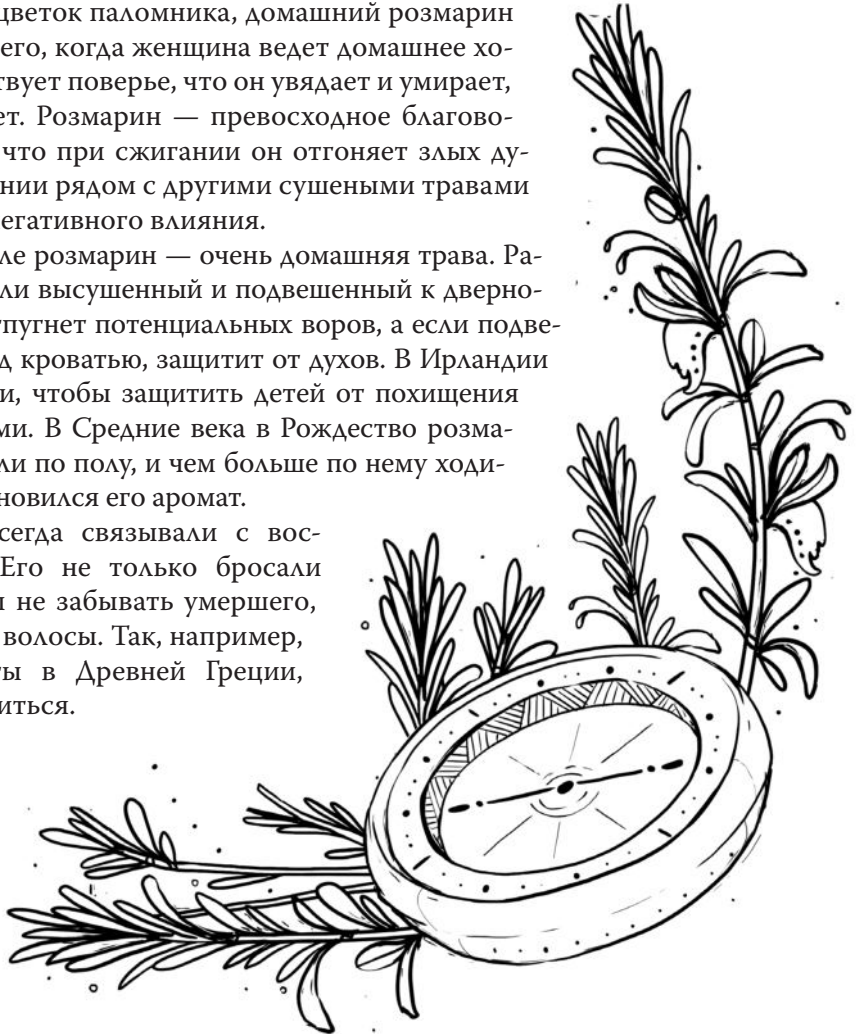 цветок паломника, домашний розмарин
его, когда женщина ведет домашнее хо-
твует поверье, что он увядает и умирает,
ет. Розмарин — превосходное благово-
что при сжигании он отгоняет злых ду-
нии рядом с другими сушеными травами
егативного влияния.
ле розмарин — очень домашняя трава. Ра-
ли высушенный и подвешенный к дверно-
тпугнет потенциальных воров, а если подве-
д кроватью, защитит от духов. В Ирландии
и, чтобы защитить детей от похищения
ми. В Средние века в Рождество розма-
ли по полу, и чем больше по нему ходи-
новился его аромат.
сегда связывали с вос-
Его не только бросали
и не забывать умершего,
волосы. Так, например,
ты в Древней Греции,
иться.